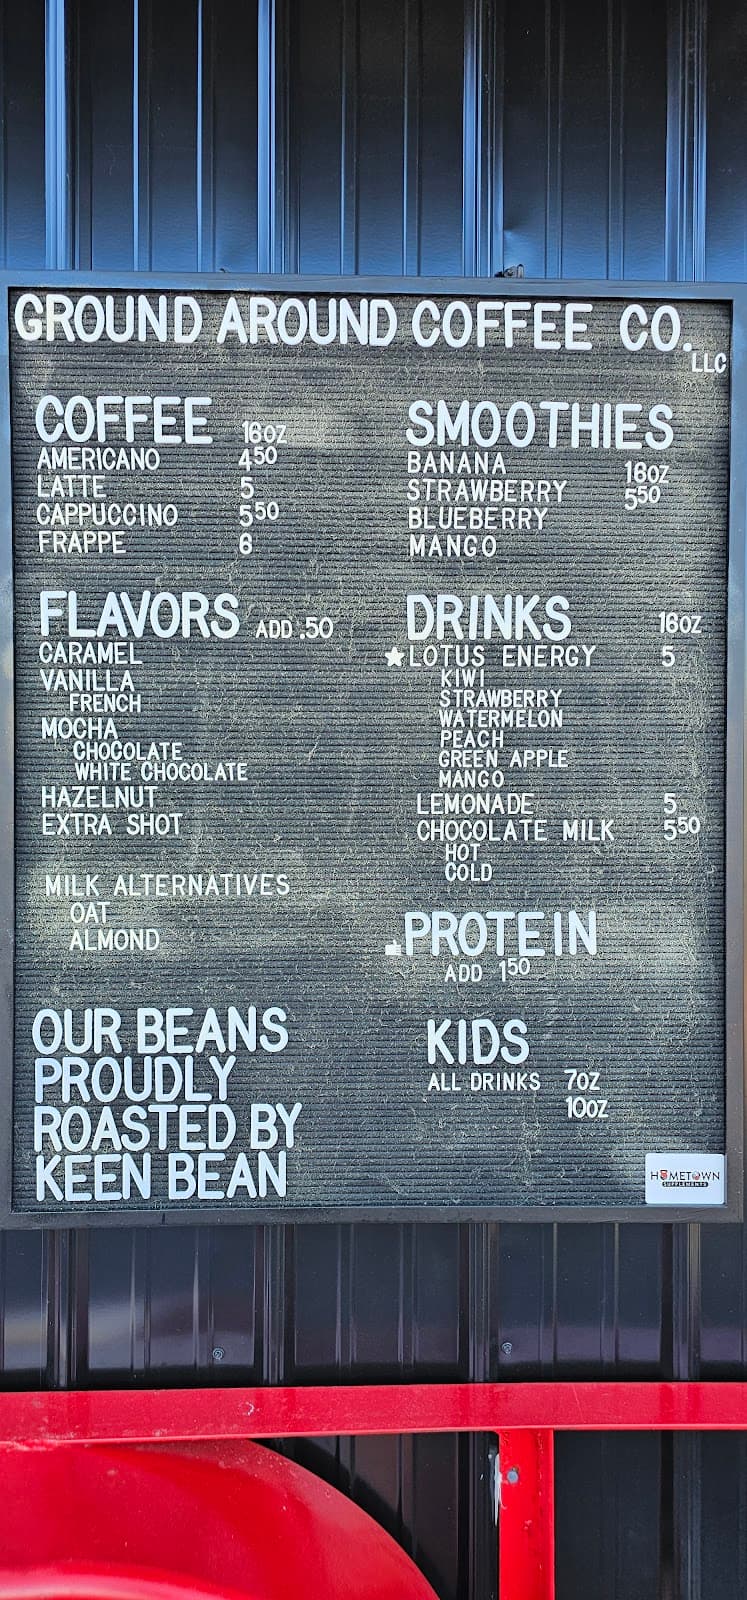 GROUND AROUND COFFEE CO.
LLC
COFFEE 16OZ
AMERICANO 4.50
LATTE 5
CAPPUCCINO 5.50
FRAPPE 6
FLAVORS ADD .50
CARAMEL
VANILLA
FRENCH
MOCHA
CHOCOLATE
WHITE CHOCOLATE
HAZELNUT
EXTRA SHOT
MILK ALTERNATIVES
OAT
ALMOND
OUR BEANS
PROUDLY
ROASTED BY
KEEN BEAN
SMOOTHIES
BANANA 16OZ
STRAWBERRY 5.50
BLUEBERRY
MANGO
DRINKS 16OZ
★LOTUS ENERGY 5
KIWI
STRAWBERRY
WATERMELON
PEACH
GREEN APPLE
MANGO
LEMONADE 5
CHOCOLATE MILK 5.50
HOT
COLD
PROTEIN
ADD 1.50
KIDS
ALL DRINKS 7OZ
10OZ
HOMETOWN
SUPPLEMENTS